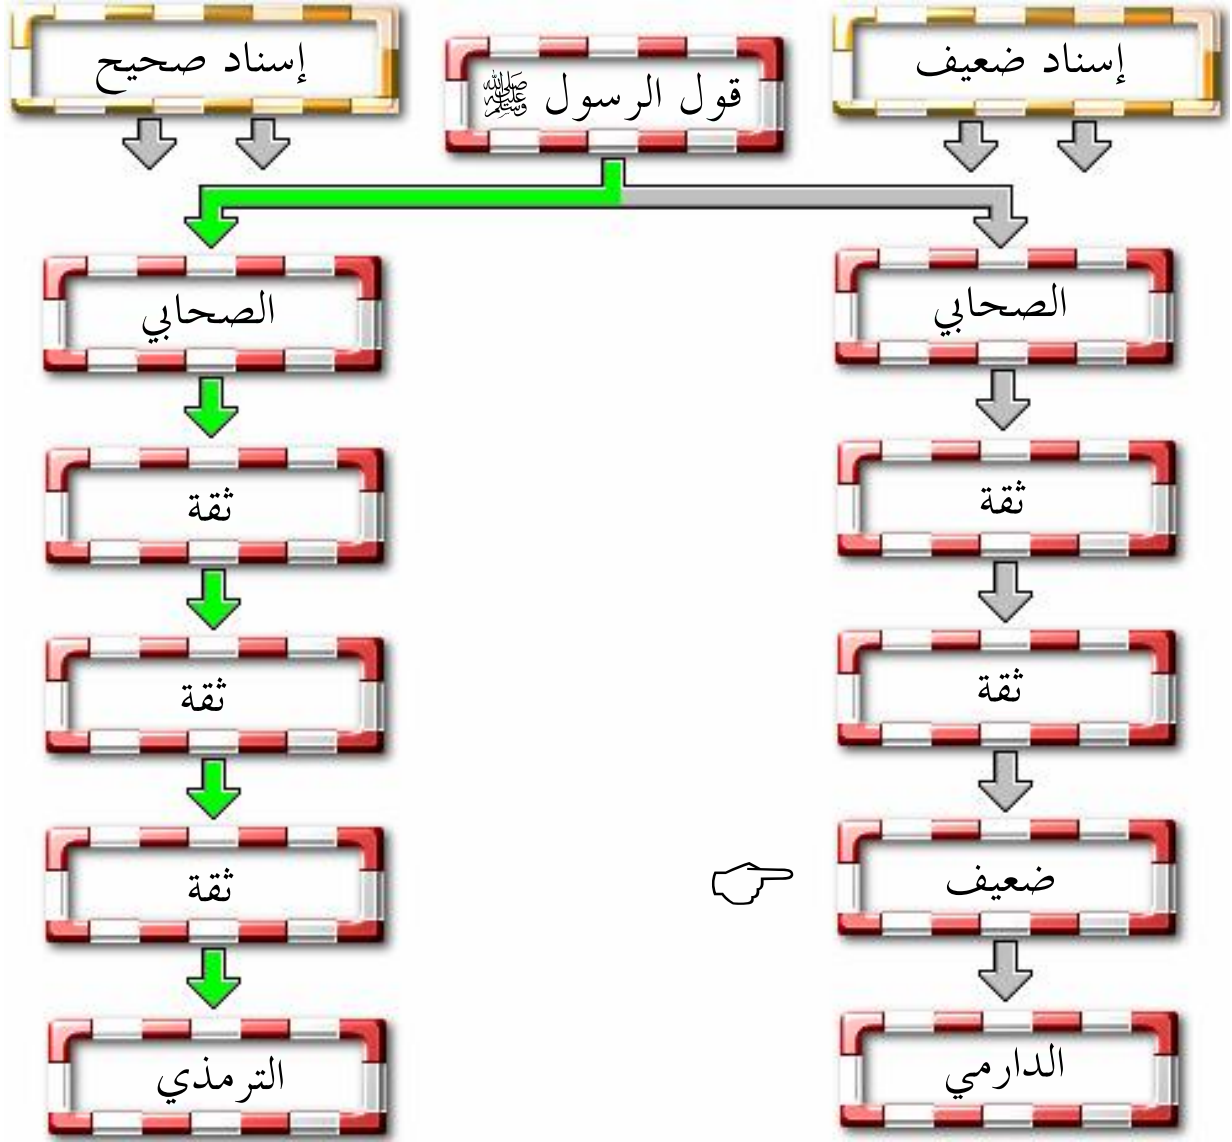 إسناد ضعيف
قول الرسول ﷺ
إسناد صحيح
الصحابي
ثقة
ثقة
ضعيف
الدارمي
الصحابي
ثقة
ثقة
ثقة
الترمذي